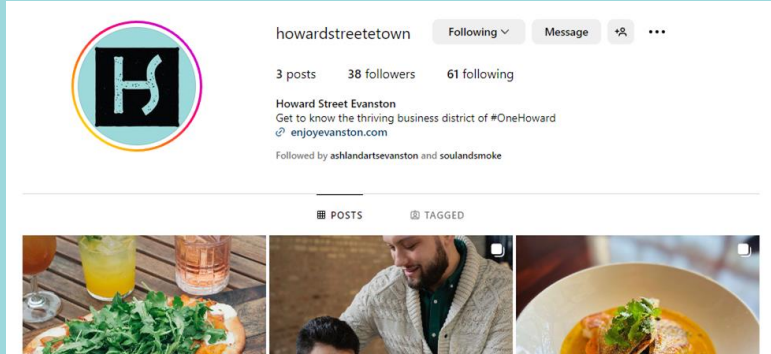 howardstreetetown Following Message
3 posts 38 followers 61 following
Howard Street Evanston
Get to know the thriving business district of #OneHoward
enjoyevanston.com
Followed by ashlandartsevanston and soulandsmoke
POSTS TAGGED
HS